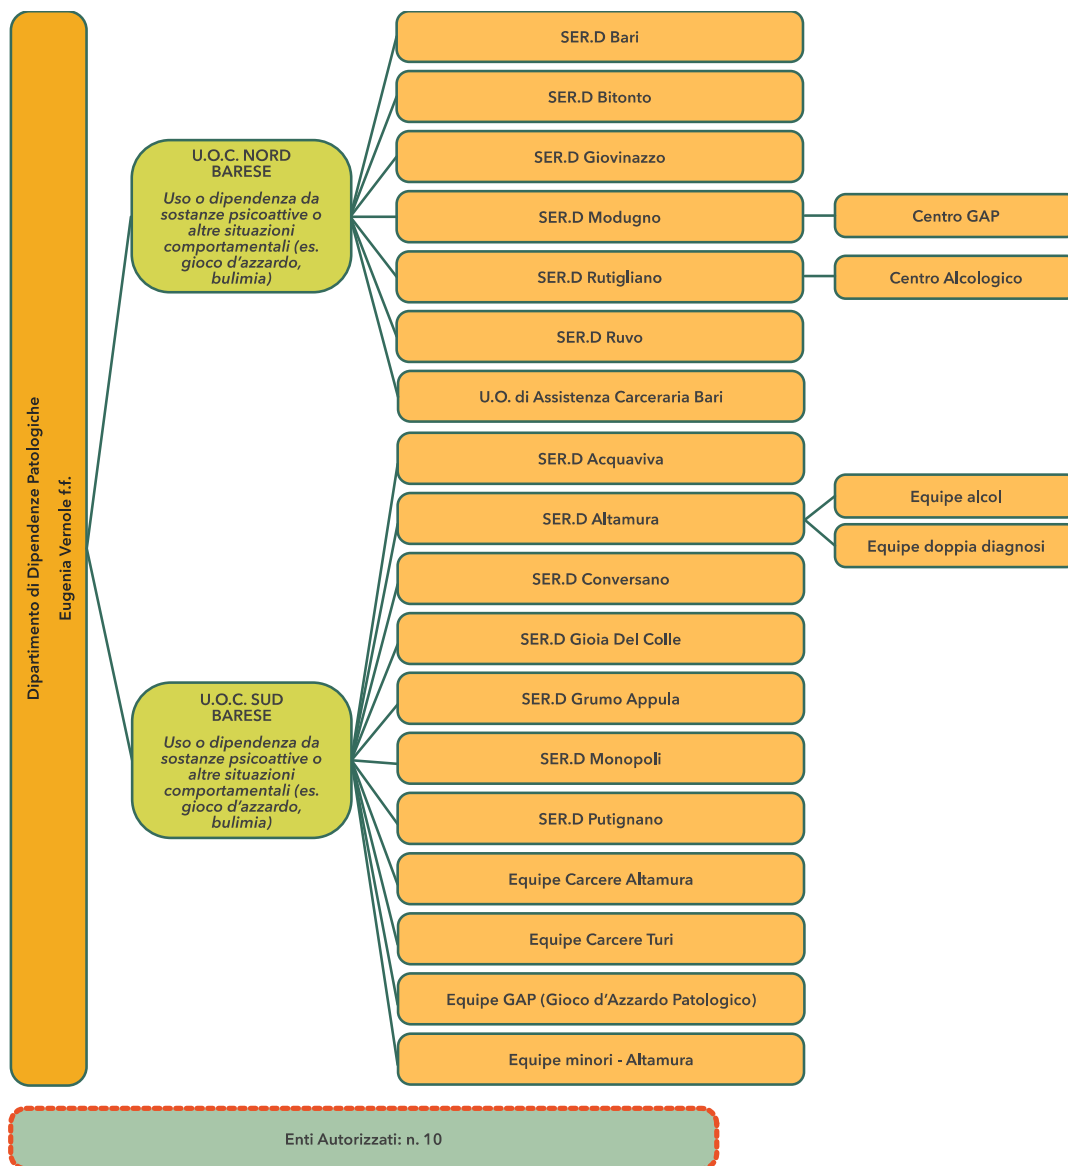 Dipartimento di Dipendenze Patologiche
Eugenia Vernole f.f.
U.O.C. NORD
BARESE
Uso o dipendenza da
sostanze psicoattive o
altre situazioni
comportamentali (es.
gioco d'azzardo,
bulimia)
SER.D Bari
SER.D Bitonto
SER.D Giovinazzo
SER.D Modugno
Centro GAP
SER.D Rutigliano
Centro Alcologico
SER.D Ruvo
U.O. di Assistenza Carceraria Bari
U.O.C. SUD
BARESE
Uso o dipendenza da
sostanze psicoattive o
altre situazioni
comportamentali (es.
gioco d'azzardo,
bulimia)
SER.D Acquaviva
SER.D Altamura
Equipe alcol
Equipe doppia diagnosi
SER.D Conversano
SER.D Gioia Del Colle
SER.D Grumo Appula
SER.D Monopoli
SER.D Putignano
Equipe Carcere Altamura
Equipe Carcere Turi
Equipe GAP (Gioco d'Azzardo Patologico)
Equipe minori - Altamura
Enti Autorizzati: n. 10